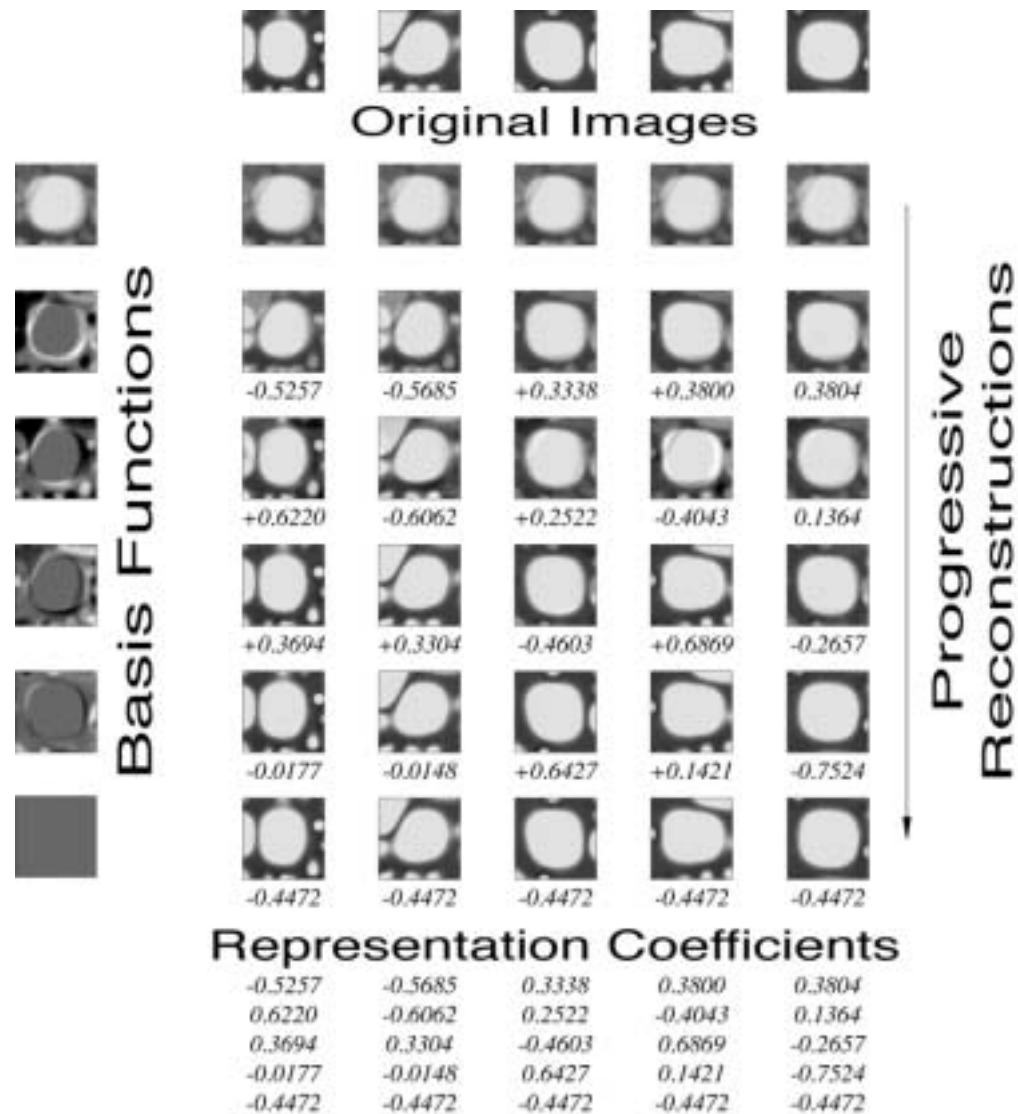 Original Images
Basis Functions
Progressive
Reconstructions
-0.5257 -0.5685 +0.3338 +0.3800 0.3804
+0.6220 -0.6062 +0.2522 -0.4043 0.1364
+0.3694 +0.3304 -0.4603 +0.6869 -0.2657
-0.0177 -0.0148 +0.6427 +0.1421 -0.7524
-0.4472 -0.4472 -0.4472 -0.4472 -0.4472
Representation Coefficients
-0.5257 -0.5685 0.3338 0.3800 0.3804
0.6220 -0.6062 0.2522 -0.4043 0.1364
0.3694 0.3304 -0.4603 0.6869 -0.2657
-0.0177 -0.0148 0.6427 0.1421 -0.7524
-0.4472 -0.4472 -0.4472 -0.4472 -0.4472